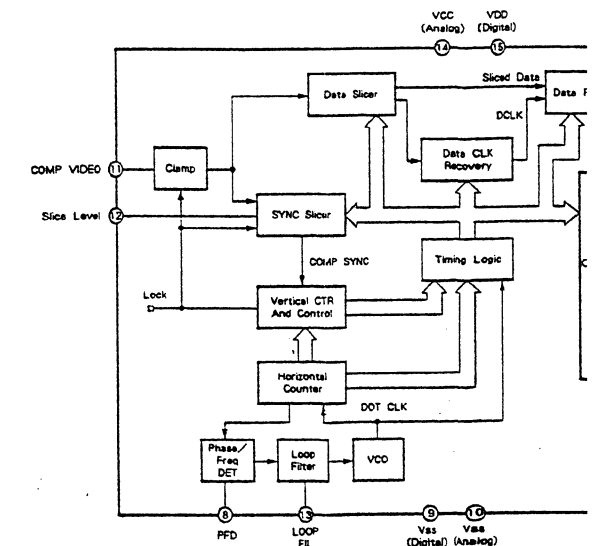 VCC
(Analog)
VDD
(Digital)
14
15
Sliced Data
Data Slicer
Data
DCLK
COMP VIDEO
11
Clamp
Data CLK
Recovery
Slice Level
12
SYNC Slicer
COMP SYNC
Timing Logic
Lock
Vertical CTR
And Control
Horizontal
Counter
DOT CLK
Phase/
Freq
DET
Loop
Filter
VCO
8
13
9
10
PFD
LOOP
FIL
Vss
(Digital)
Vss
(Analog)